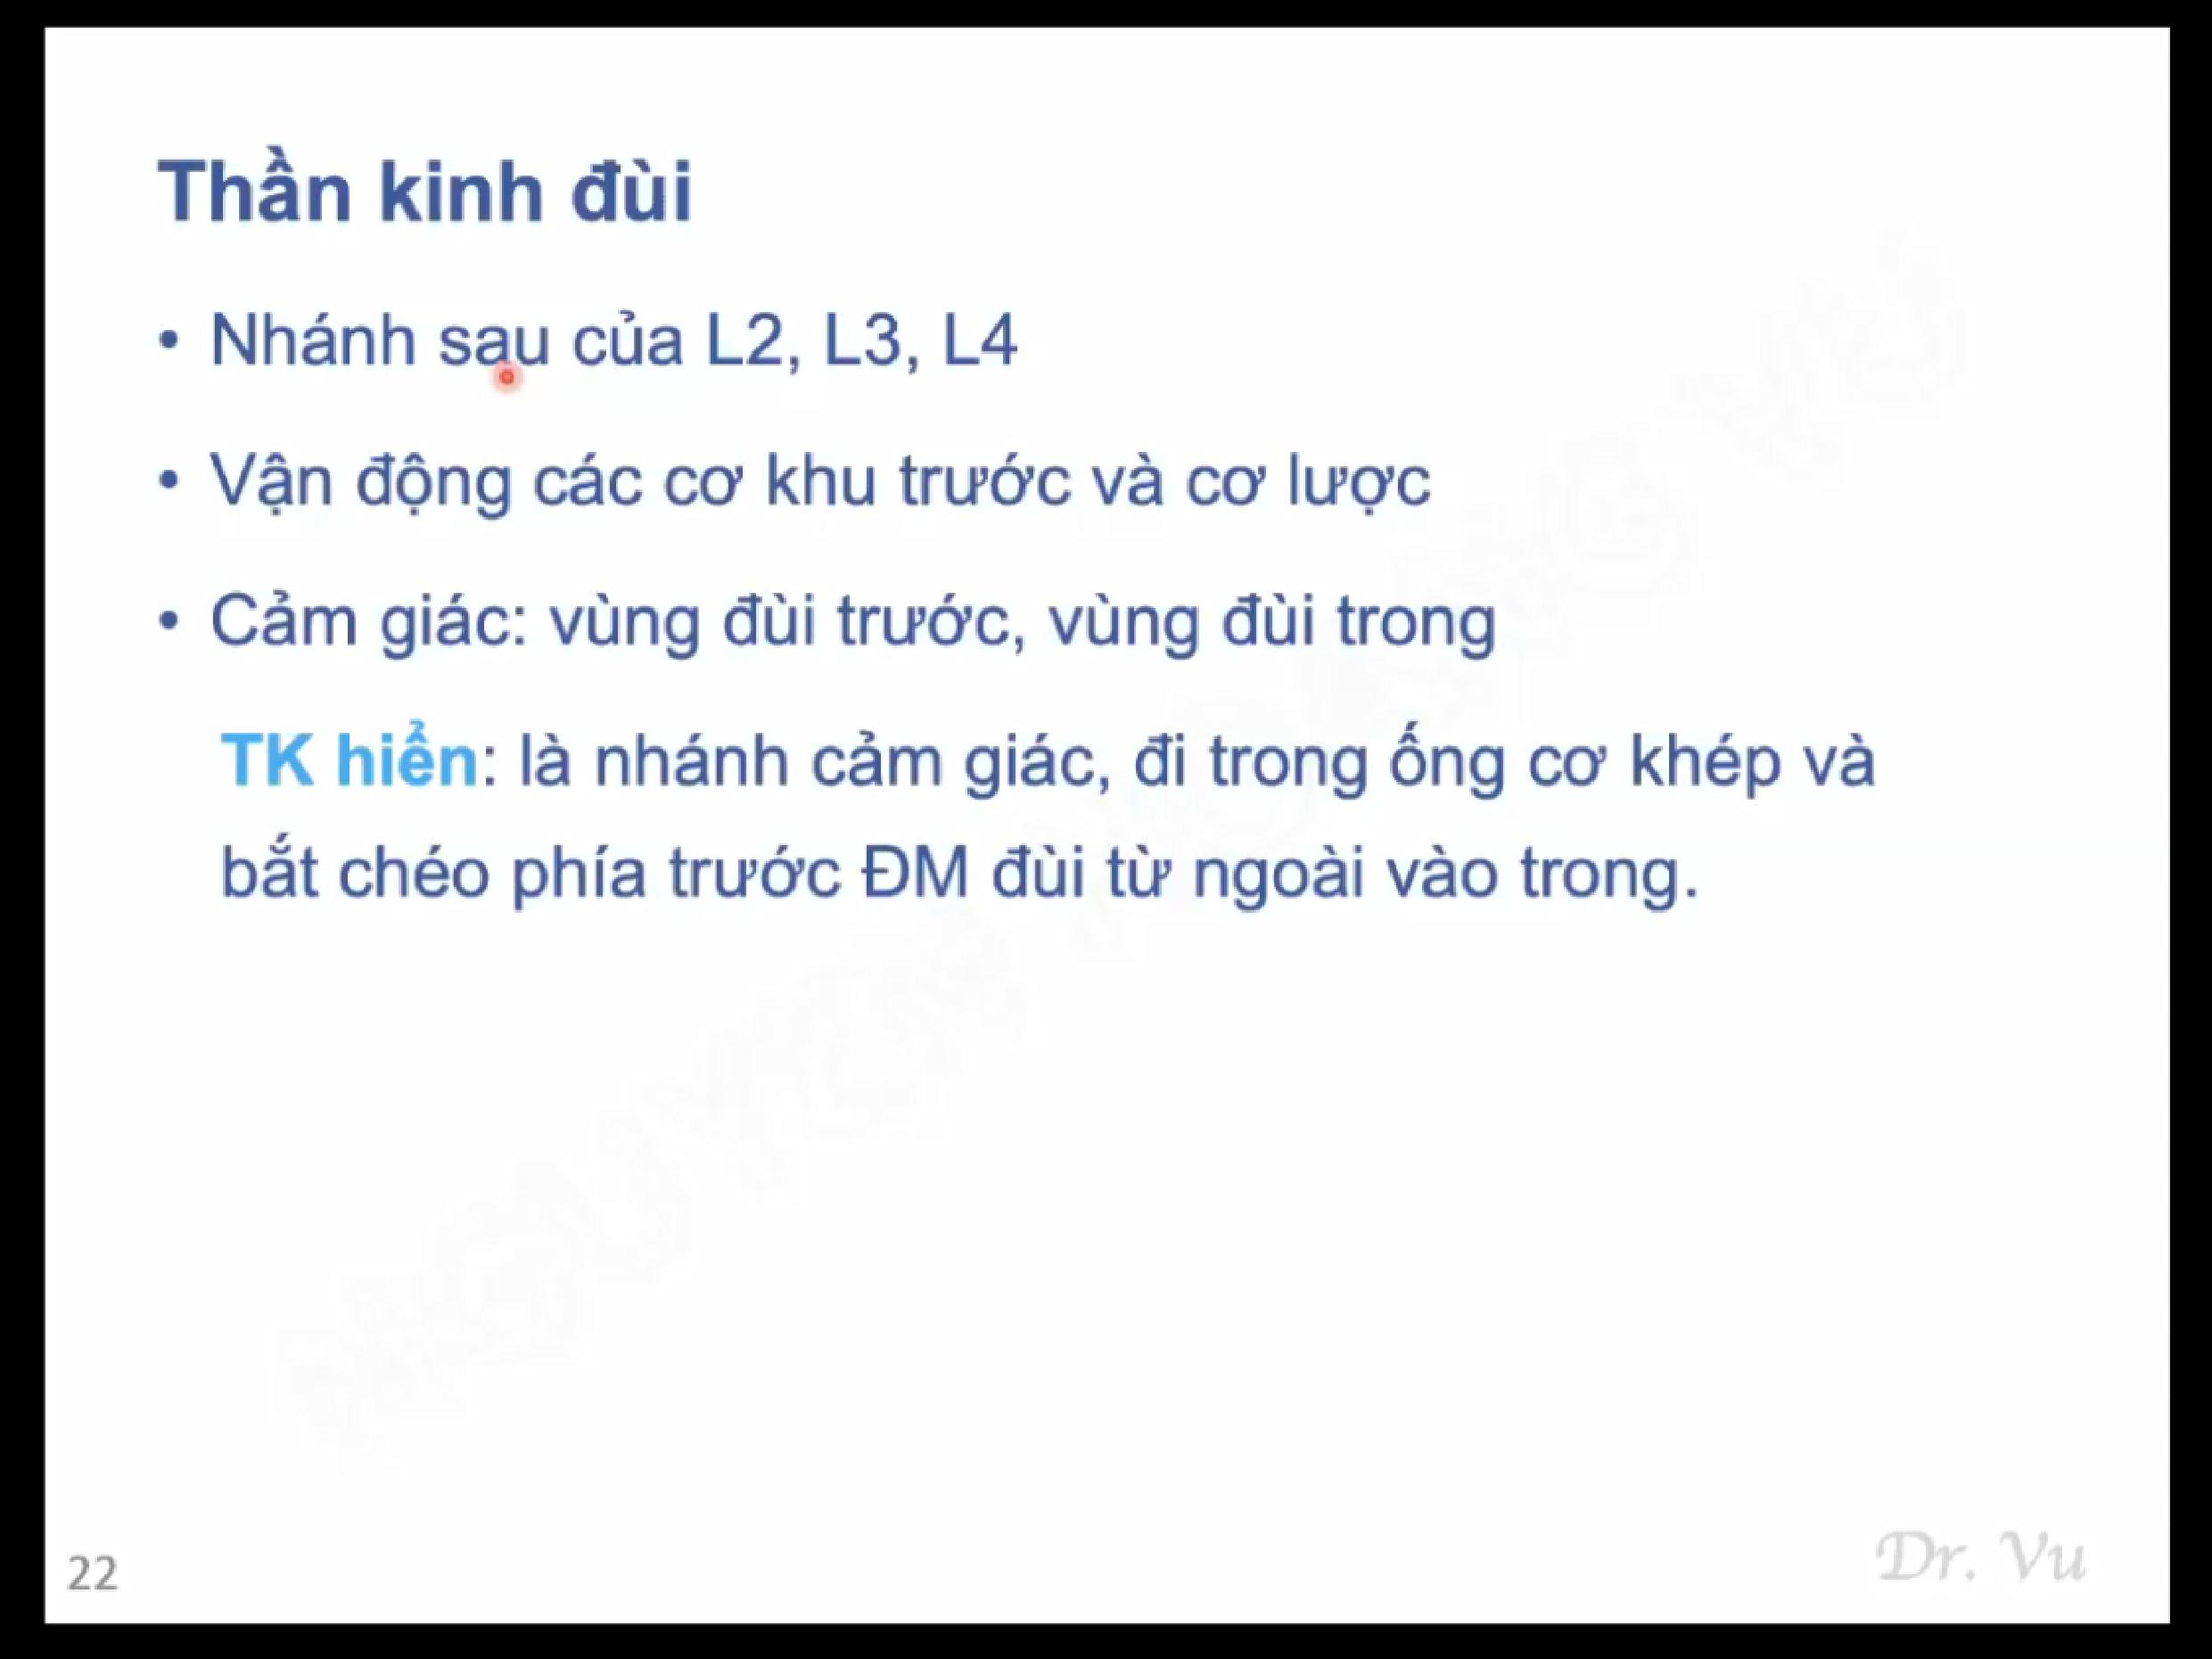 Thần kinh đùi
• Nhánh sau của L2, L3, L4
• Vận động các cơ khu trước và cơ lược
• Cảm giác: vùng đùi trước, vùng đùi trong
TK hiển: là nhánh cảm giác, đi trong ống cơ khép và
bắt chéo phía trước ĐM đùi từ ngoài vào trong.
22
Dr. Vu